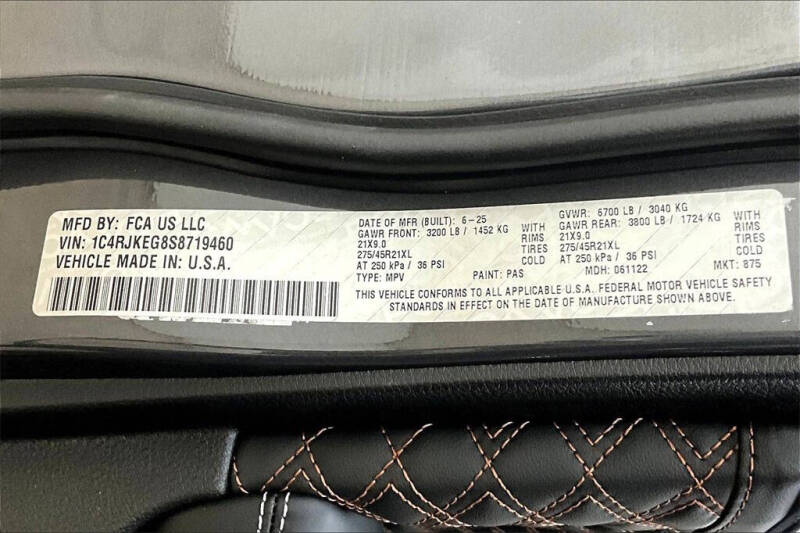 MFD BY: FCA US LLC
VIN: 1C4RJKEG8S8719460
VEHICLE MADE IN: U.S.A.
DATE OF MFR (BUILT): 6-25
GAWR FRONT: 3200 LB / 1452 KG
21X9.0 RIMS
275/45R21XL TIRES
AT 250 kPa / 36 PSI COLD
TYPE: MPV PAINT: PAS
GVWR: 6700 LB / 3040 KG
GAWR REAR: 3800 LB / 1724 KG
21X9.0 WITH RIMS
275/45R21XL TIRES
AT 250 kPa / 36 PSI COLD
MDH: 061122 MKT: 875
THIS VEHICLE CONFORMS TO ALL APPLICABLE U.S.A. FEDERAL MOTOR VEHICLE SAFETY
STANDARDS IN EFFECT ON THE DATE OF MANUFACTURE SHOWN ABOVE.